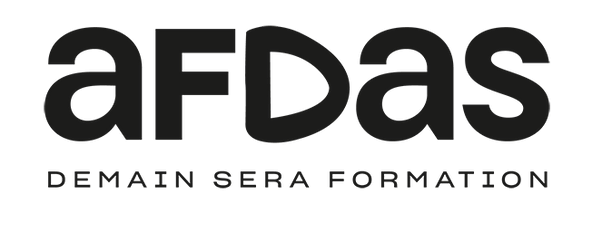 aFDas
DEMAIN SERA FORMATION